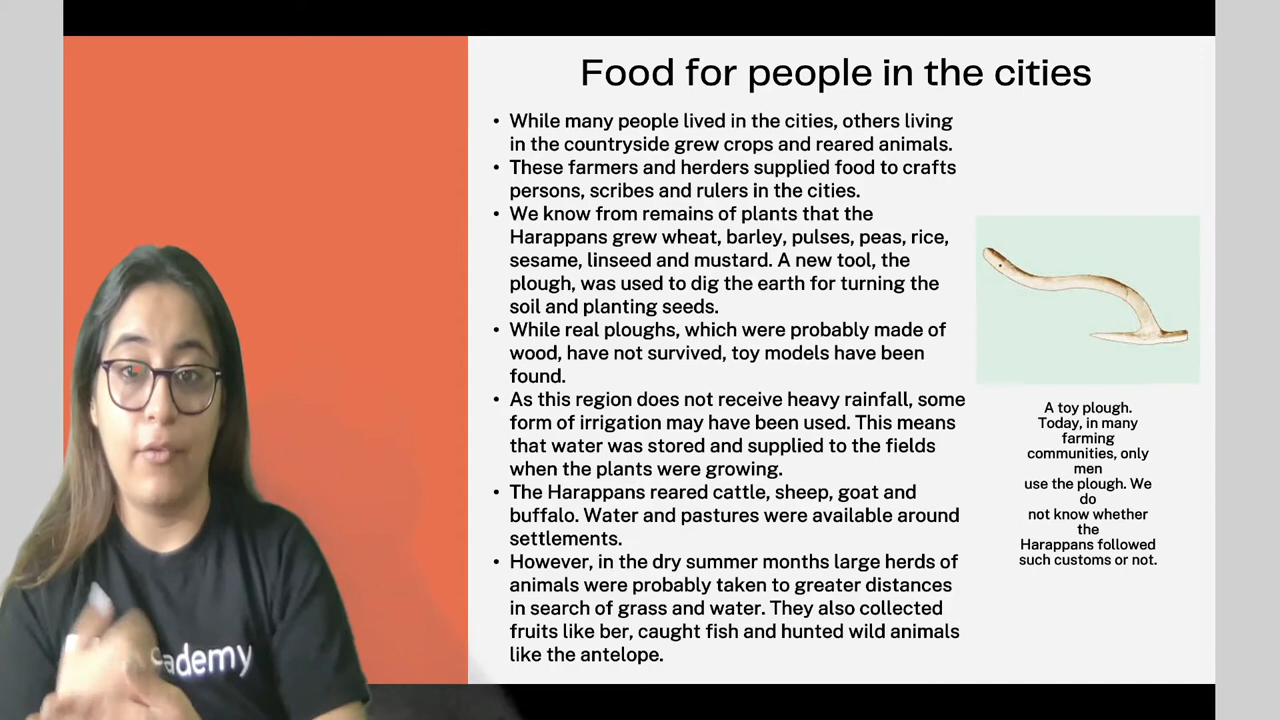 Food for people in the cities
• While many people lived in the cities, others living
in the countryside grew crops and reared animals.
• These farmers and herders supplied food to crafts
persons, scribes and rulers in the cities.
• We know from remains of plants that the
Harappans grew wheat, barley, pulses, peas, rice,
sesame, linseed and mustard. A new tool, the
plough, was used to dig the earth for turning the
soil and planting seeds.
• While real ploughs, which were probably made of
wood, have not survived, toy models have been
found.
• As this region does not receive heavy rainfall, some
form of irrigation may have been used. This means
that water was stored and supplied to the fields
when the plants were growing.
• The Harappans reared cattle, sheep, goat and
buffalo. Water and pastures were available around
settlements.
• However, in the dry summer months large herds of
animals were probably taken to greater distances
in search of grass and water. They also collected
fruits like ber, caught fish and hunted wild animals
like the antelope.
A toy plough.
Today, in many
farming
communities, only
men
use the plough. We
do
not know whether
the
Harappans followed
such customs or not.